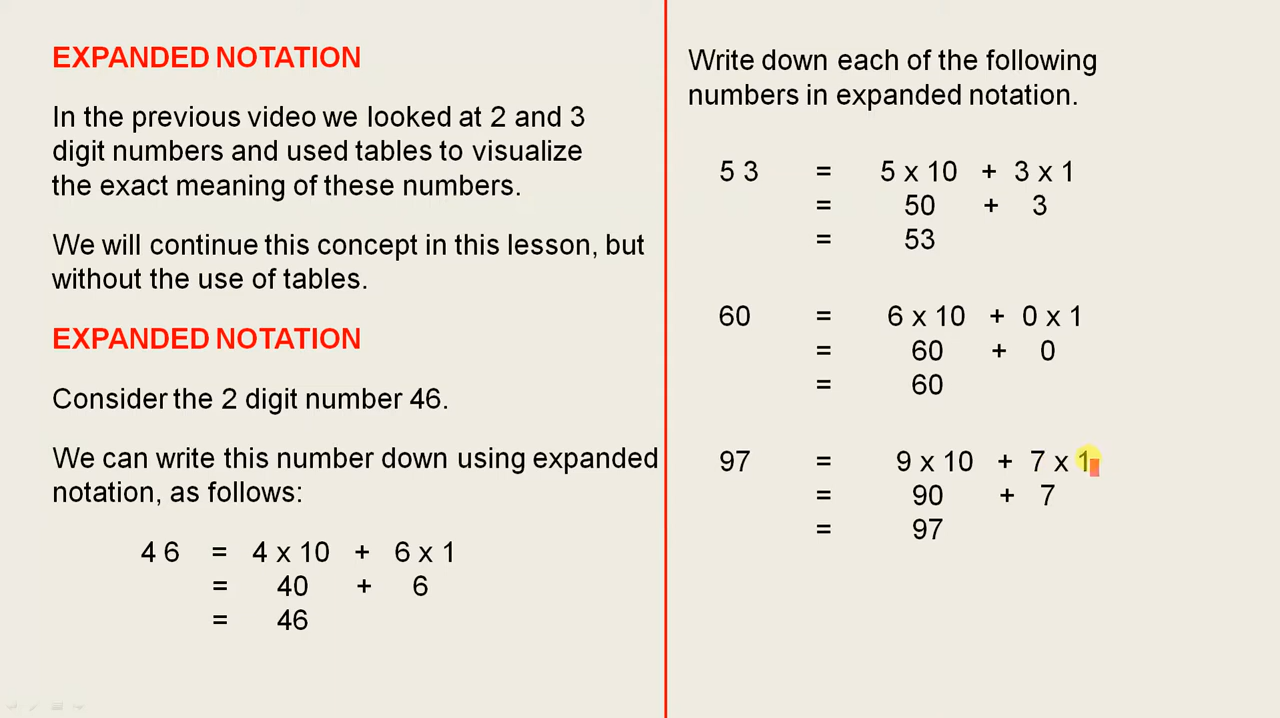 EXPANDED NOTATION
In the previous video we looked at 2 and 3
digit numbers and used tables to visualize
the exact meaning of these numbers.
We will continue this concept in this lesson, but
without the use of tables.
EXPANDED NOTATION
Consider the 2 digit number 46.
We can write this number down using expanded
notation, as follows:
4 6 = 4 x 10 + 6 x 1
= 40 + 6
= 46
Write down each of the following
numbers in expanded notation.
5 3 = 5 x 10 + 3 x 1
= 50 + 3
= 53
60 = 6 x 10 + 0 x 1
= 60 + 0
= 60
97 = 9 x 10 + 7 x 1
= 90 + 7
= 97